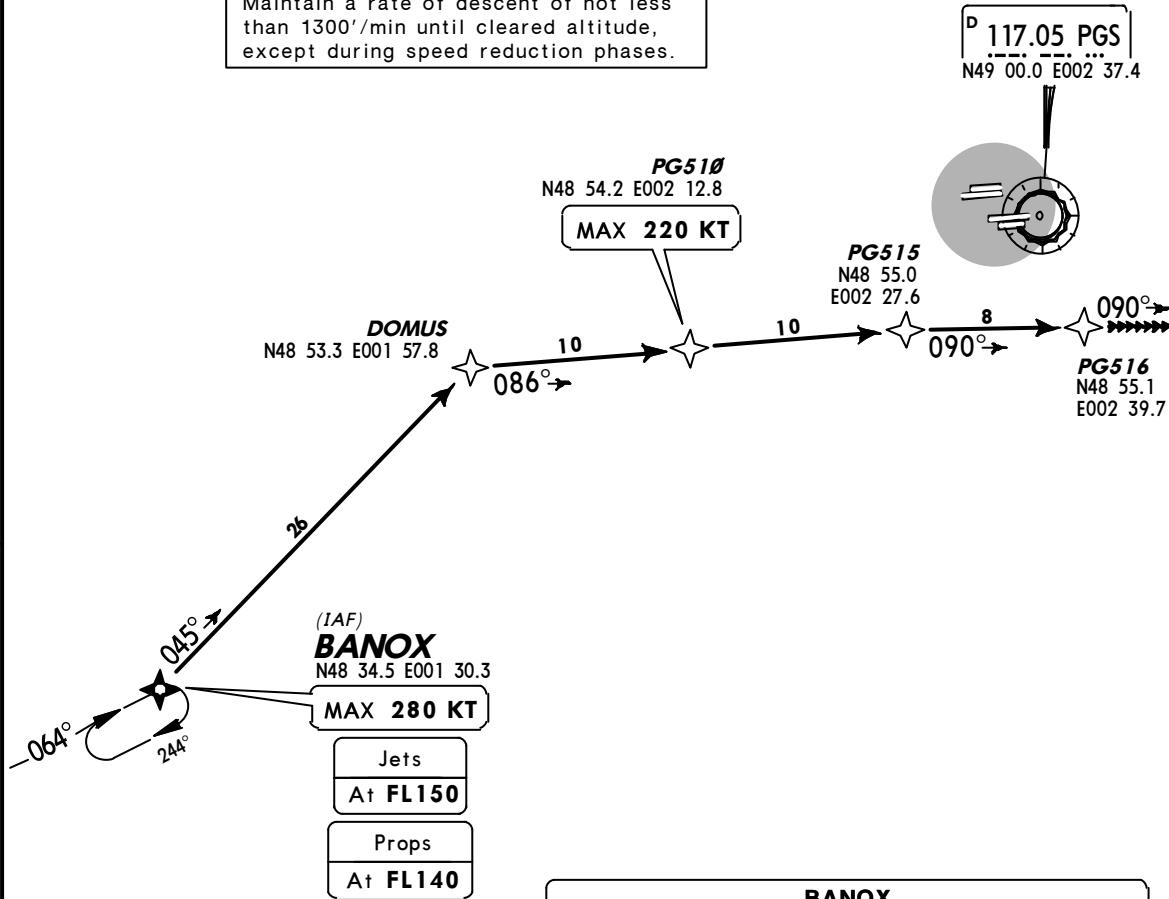 Maintain a rate of descent of not less
than 1300'/min until cleared altitude,
except during speed reduction phases.
D 117.05 PGS
N49 00.0 E002 37.4
PG510
N48 54.2 E002 12.8
MAX 220 KT
PG515
N48 55.0
E002 27.6
DOMUS
N48 53.3 E001 57.8
10
086°
10
8
090°
090°
PG516
N48 55.1
E002 39.7
26
045°
(IAF)
BANOX
N48 34.5 E001 30.3
MAX 280 KT
064°
244°
Jets
At FL150
Props
At FL140
BANOX